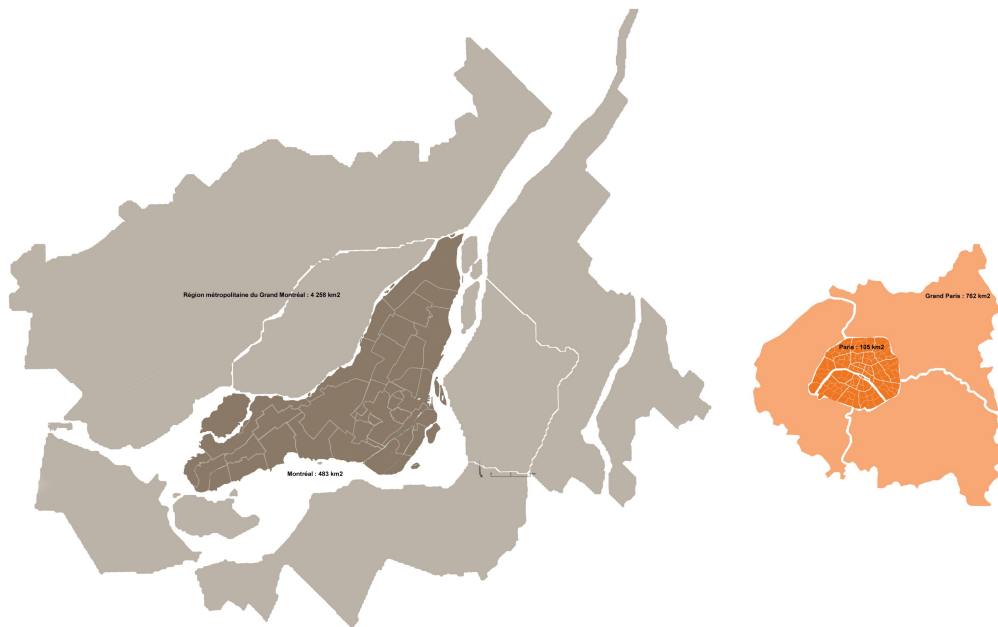 Région métropolitaine du Grand Montréal : 4 258 km2
Grand Paris : 762 km2
Paris : 105 km2
Montréal : 483 km2